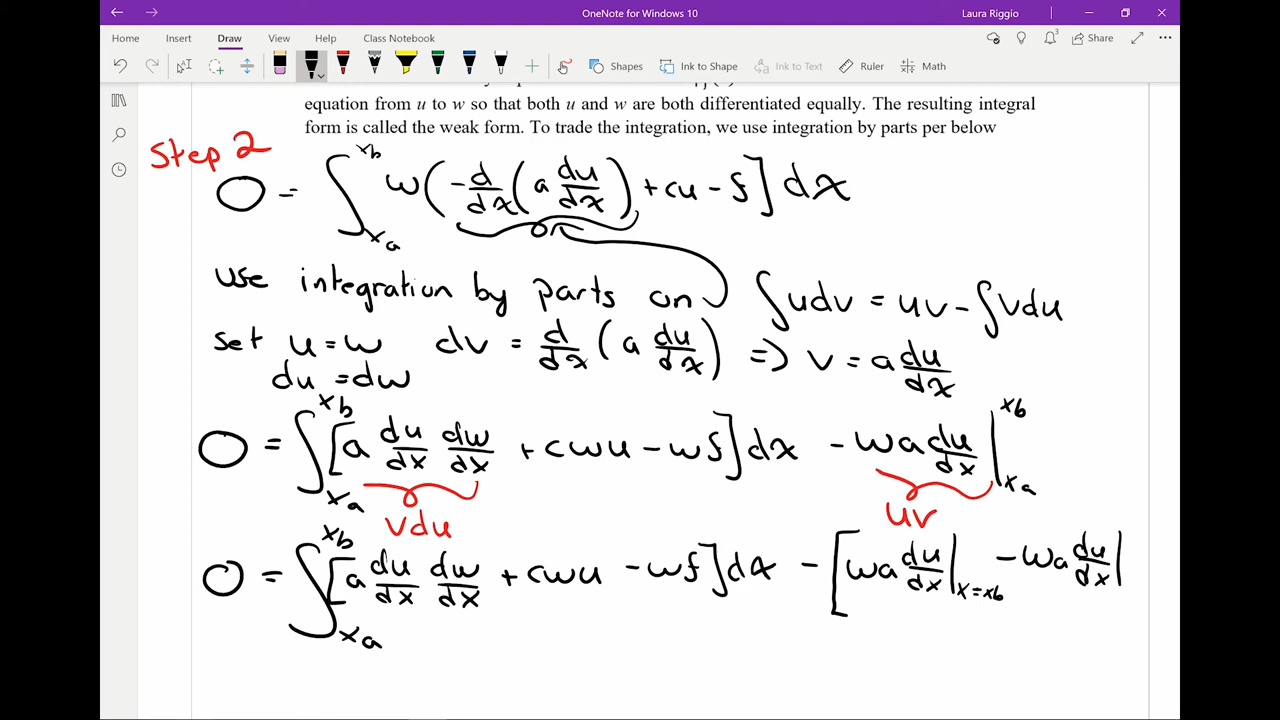 OneNote for Windows 10
Laura Riggio
Home Insert Draw View Help Class Notebook
Share
Shapes Ink to Shape Ink to Text Ruler Math
equation from u to w so that both u and w are both differentiated equally. The resulting integral
form is called the weak form. To trade the integration, we use integration by parts per below
Step 2
0 = ∫_{xa}^{xb} w(-d/dx(a du/dx) + cu - f] dx
use integration by parts on ∫udv = uv - ∫vdu
set u = w dv = d/dx (a du/dx) => v = a du/dx
du = dw
0 = ∫_{xa}^{xb} [a du/dx dw/dx + cwu - wf] dx - wa du/dx |_{xa}^{xb}
vdu uv
0 = ∫_{xa}^{xb} [a du/dx dw/dx + cwu - wf] dx - [wa du/dx |_{x=xb} - wa du/dx |